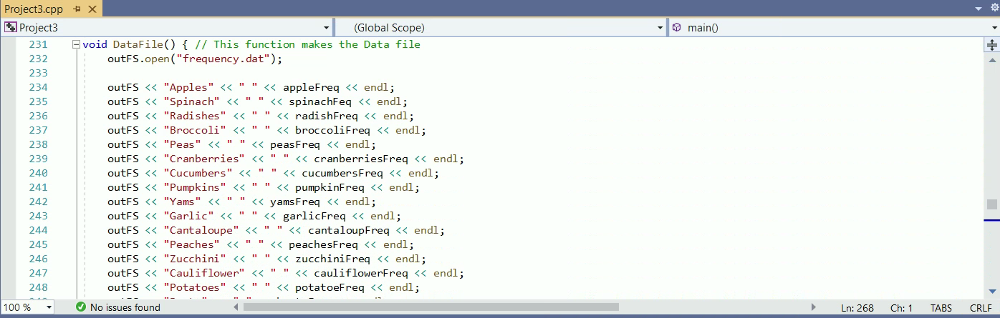 Project3.cpp
Project3 (Global Scope) main()
231 void DataFile() { // This function makes the Data file
232 outFS.open("frequency.dat");
233
234 outFS << "Apples" << " " << appleFreq << endl;
235 outFS << "Spinach" << " " << spinachFeq << endl;
236 outFS << "Radishes" << " " << radishFreq << endl;
237 outFS << "Broccoli" << " " << broccoliFreq << endl;
238 outFS << "Peas" << " " << peasFreq << endl;
239 outFS << "Cranberries" << " " << cranberriesFreq << endl;
240 outFS << "Cucumbers" << " " << cucumbersFreq << endl;
241 outFS << "Pumpkins" << " " << pumpkinFreq << endl;
242 outFS << "Yams" << " " << yamsFreq << endl;
243 outFS << "Garlic" << " " << garlicFreq << endl;
244 outFS << "Cantaloupe" << " " << cantaloupFreq << endl;
245 outFS << "Peaches" << " " << peachesFreq << endl;
246 outFS << "Zucchini" << " " << zucchiniFreq << endl;
247 outFS << "Cauliflower" << " " << cauliflowerFreq << endl;
248 outFS << "Potatoes" << " " << potatoeFreq << endl;
100 % No issues found Ln: 268 Ch: 1 TABS CRLF